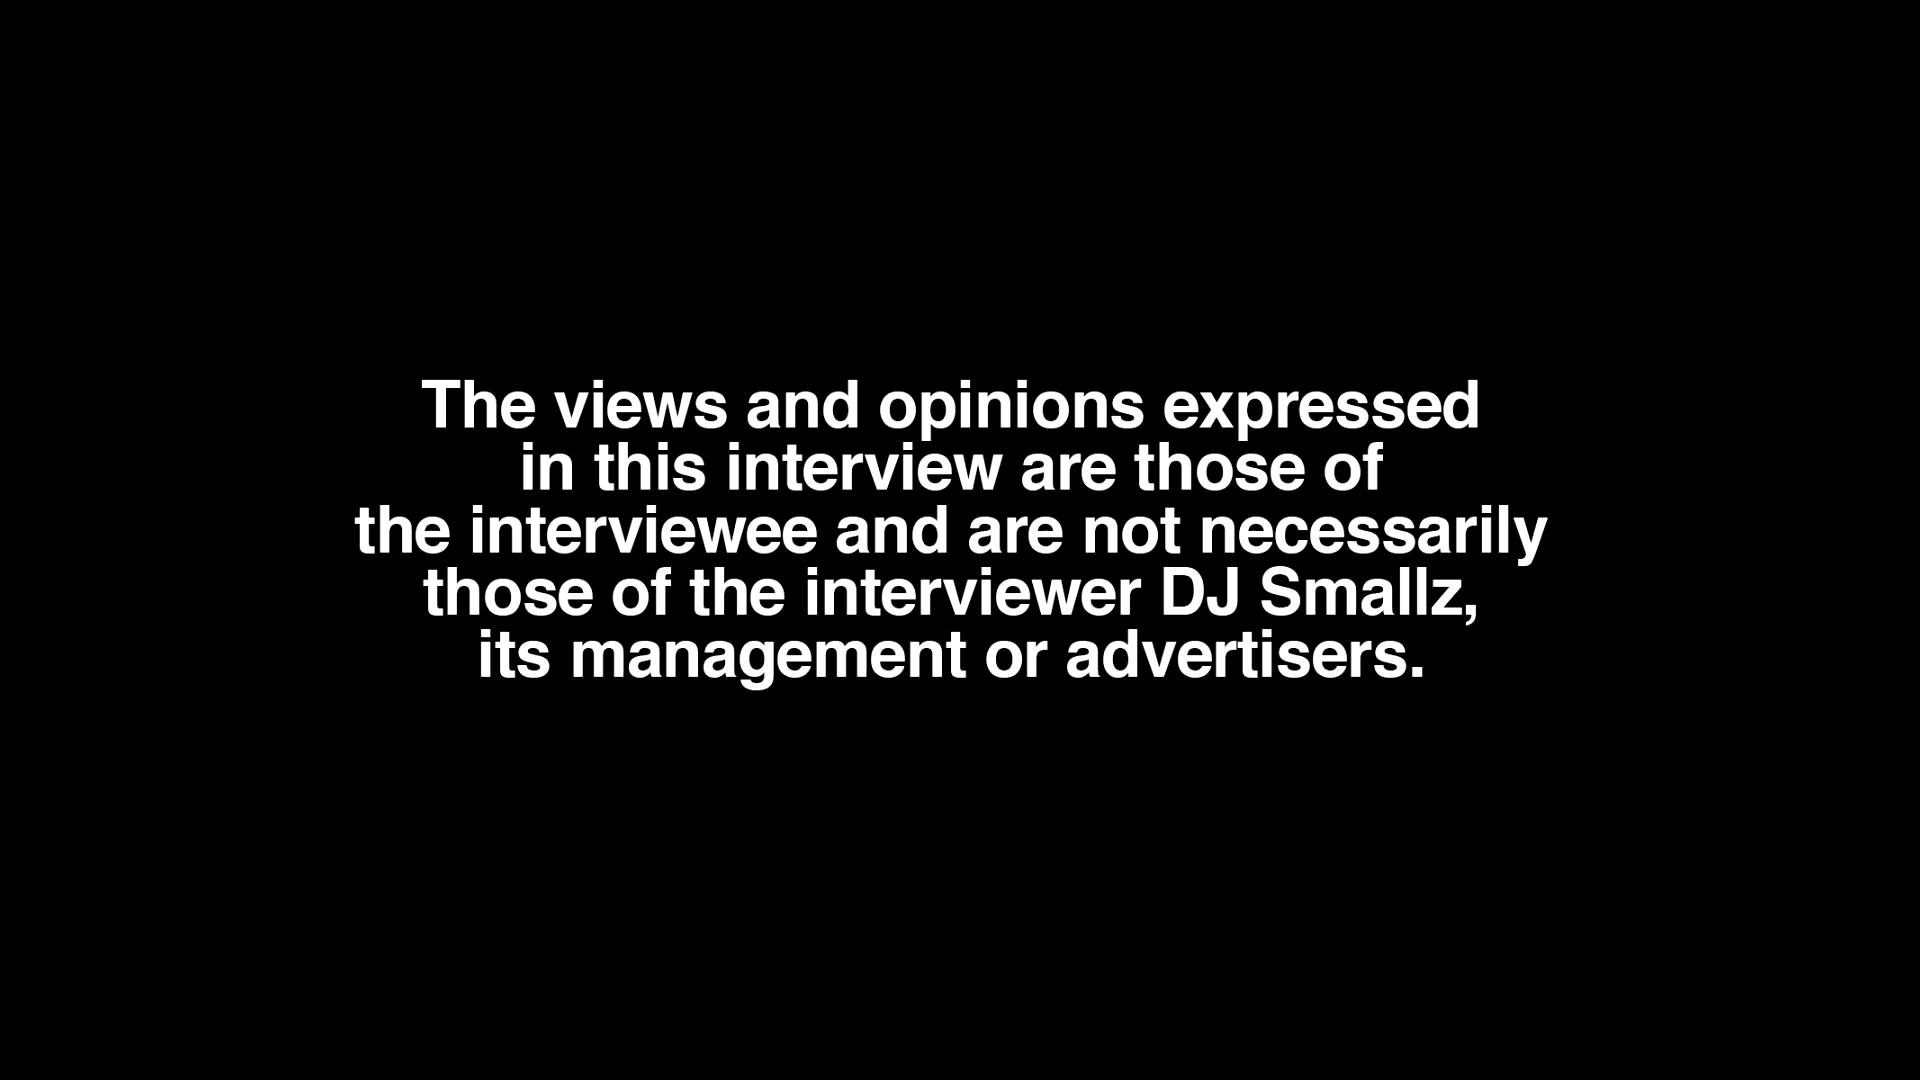 The views and opinions expressed
in this interview are those of
the interviewee and are not necessarily
those of the interviewer DJ Smallz,
its management or advertisers.